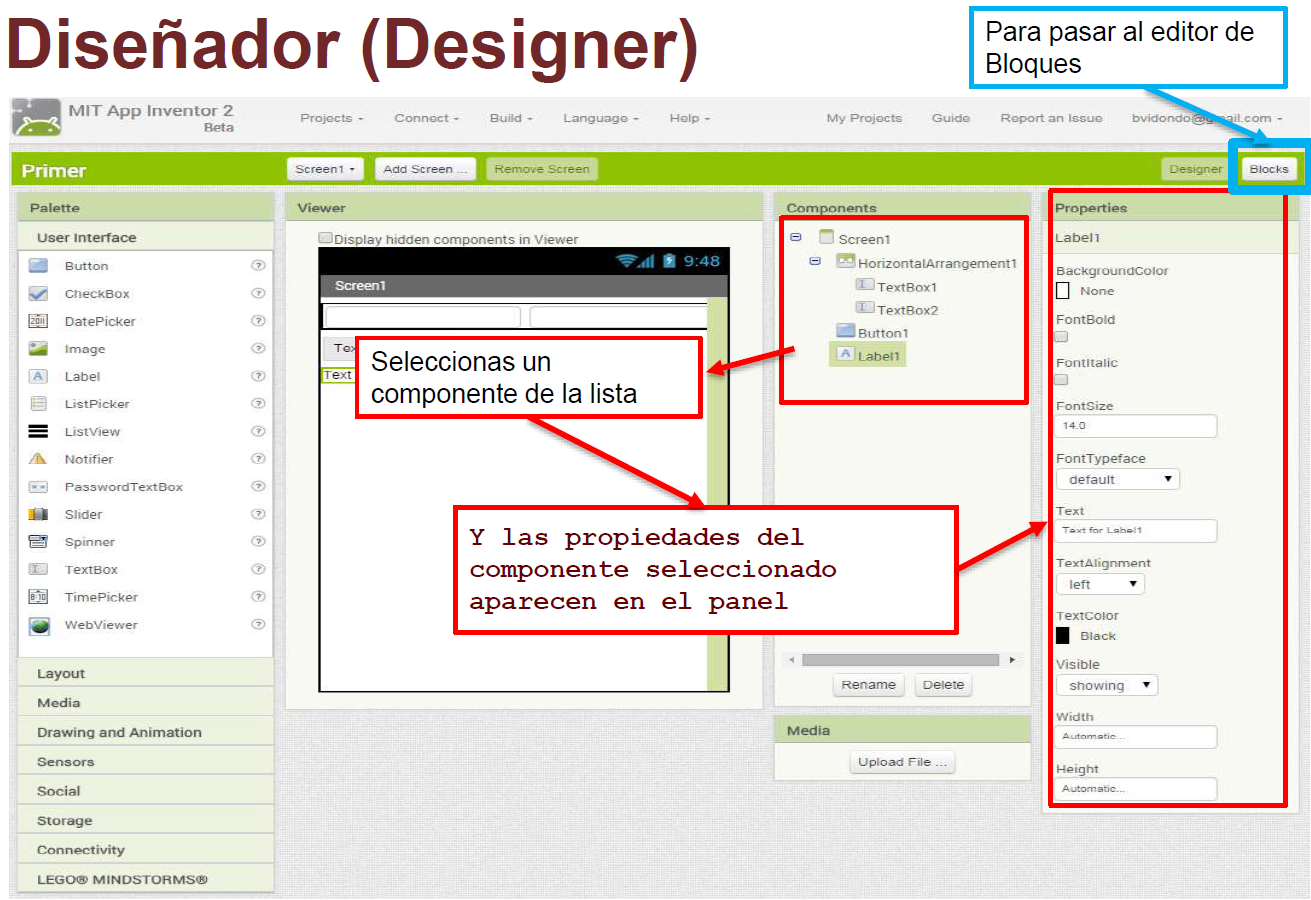 Diseñador (Designer)
Para pasar al editor de
Bloques
MIT App Inventor 2
Beta
Projects
Connect
Build
Language
Help
My Projects
Guide
Report an Issue
bvidondo@gmail.com
Primer
Screen1
Add Screen ...
Remove Screen
Designer
Blocks
Palette
User Interface
Button
CheckBox
DatePicker
Image
Label
ListPicker
ListView
Notifier
PasswordTextBox
Slider
Spinner
TextBox
TimePicker
WebViewer
Layout
Media
Drawing and Animation
Sensors
Social
Storage
Connectivity
LEGO® MINDSTORMS®
Viewer
Display hidden components in Viewer
9:48
Screen1
Text
Seleccionas un
componente de la lista
Y las propiedades del
componente seleccionado
aparecen en el panel
Components
Screen1
HorizontalArrangement1
TextBox1
TextBox2
Button1
Label1
Rename
Delete
Media
Upload File ...
Properties
Label1
BackgroundColor
None
FontBold
FontItalic
FontSize
14.0
FontTypeface
default
Text
Text for Label1
TextAlignment
left
TextColor
Black
Visible
showing
Width
Automatic...
Height
Automatic...